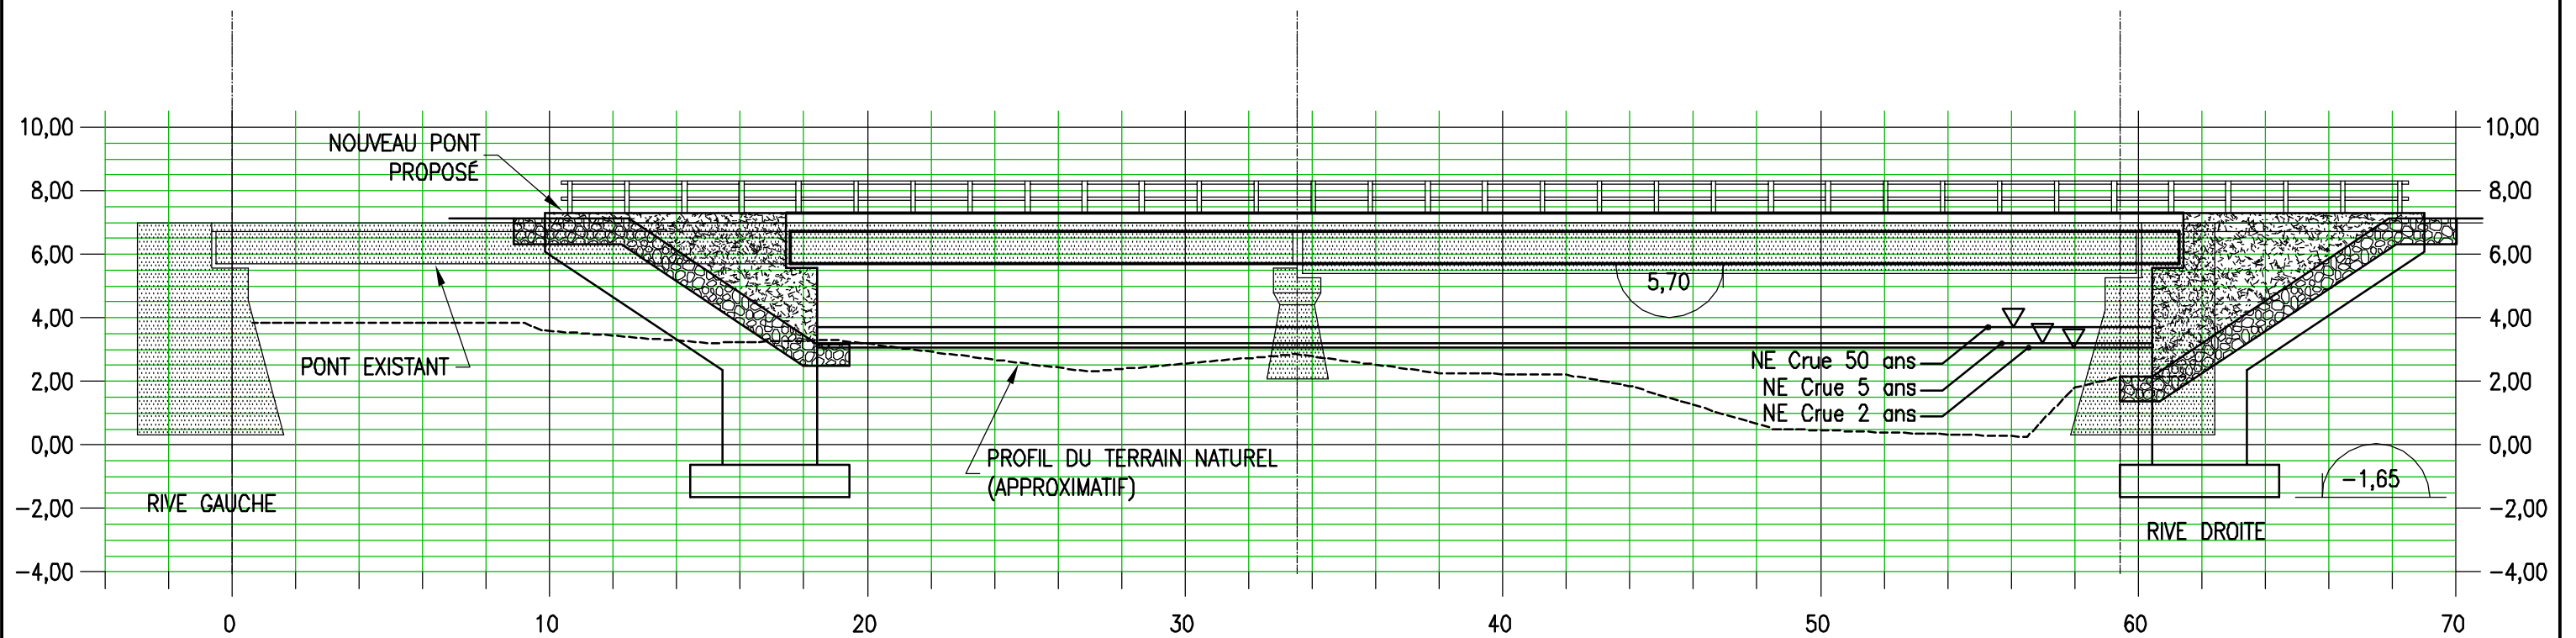 10,00
10,00
NOUVEAU PONT
PROPOSÉ
8,00
8,00
6,00
6,00
5,70
4,00
4,00
PONT EXISTANT
NE Crue 50 ans
NE Crue 5 ans
NE Crue 2 ans
2,00
2,00
0,00
0,00
PROFIL DU TERRAIN NATUREL
(APPROXIMATIF)
-1,65
RIVE GAUCHE
-2,00
-2,00
RIVE DROITE
-4,00
-4,00
0
10
20
30
40
50
60
70